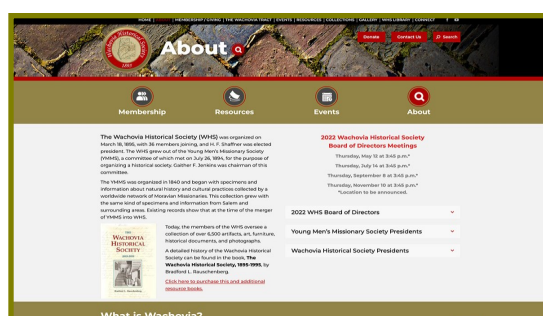 HOME | ABOUT | MEMBERSHIP / GIVING | THE WACHOVIA TRACT | EVENTS | RESOURCES | COLLECTIONS | GALLERY | WHS LIBRARY | CONNECT
Wachovia Historical Society
1895
About
Donate
Contact Us
Search
Membership
Resources
Events
About
The Wachovia Historical Society (WHS) was organized on
March 18, 1895, with 36 members joining, and H. F. Shaffner was elected
president. The WHS grew out of the Young Men's Missionary Society
(YMMS), a committee of which met on July 26, 1894, for the purpose of
organizing a historical society. Gaither F. Jenkins was chairman of this
committee.
The YMMS was organized in 1840 and began with specimens and
information about natural history and cultural practices collected by a
worldwide network of Moravian Missionaries. This collection grew with
the same kind of specimens and information from Salem and
surrounding areas. Existing records show that at the time of the merger
of YMMS into WHS.
THE
WACHOVIA
HISTORICAL
SOCIETY
1895-1995
Bradford L. Rauschenberg
Today, the members of the WHS oversee a
collection of over 6,500 artifacts, art, furniture,
historical documents, and photographs.
A detailed history of the Wachovia Historical
Society can be found in the book, The
Wachovia Historical Society, 1895-1995, by
Bradford L. Rauschenberg.
Click here to purchase this and additional
resource books.
2022 Wachovia Historical Society
Board of Directors Meetings
Thursday, May 12 at 3:45 p.m.*
Thursday, July 14 at 3:45 p.m.*
Thursday, September 8 at 3:45 p.m.*
Thursday, November 10 at 3:45 p.m.*
*Location to be announced.
2022 WHS Board of Directors
Young Men's Missionary Society Presidents
Wachovia Historical Society Presidents
What is Wachovia?